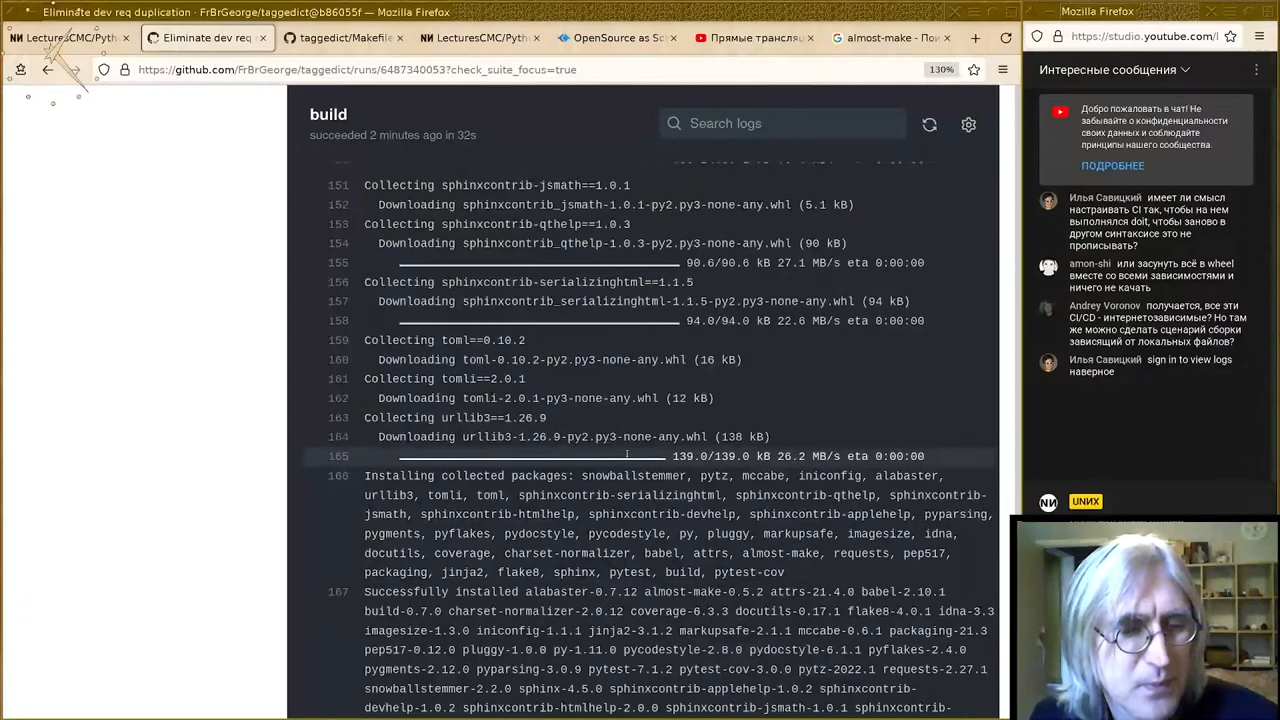 Eliminate dev req duplication · FrBrGeorge/taggedict@b86055f — Mozilla Firefox
Mozilla Firefox
LecturesCMC/Pyth
Eliminate dev req
taggedict/Makefile
LecturesCMC/Pyth
OpenSource as Sc
Прямые трансляц
almost-make - Пои
https://github.com/FrBrGeorge/taggedict/runs/6487340053?check_suite_focus=true
130%
https://studio.youtube.com/l
build
succeeded 2 minutes ago in 32s
Search logs
151 Collecting sphinxcontrib-jsmath==1.0.1
152 Downloading sphinxcontrib_jsmath-1.0.1-py2.py3-none-any.whl (5.1 kB)
153 Collecting sphinxcontrib-qthelp==1.0.3
154 Downloading sphinxcontrib_qthelp-1.0.3-py2.py3-none-any.whl (90 kB)
155 90.6/90.6 kB 27.1 MB/s eta 0:00:00
156 Collecting sphinxcontrib-serializinghtml==1.1.5
157 Downloading sphinxcontrib_serializinghtml-1.1.5-py2.py3-none-any.whl (94 kB)
158 94.0/94.0 kB 22.6 MB/s eta 0:00:00
159 Collecting toml==0.10.2
160 Downloading toml-0.10.2-py2.py3-none-any.whl (16 kB)
161 Collecting tomli==2.0.1
162 Downloading tomli-2.0.1-py3-none-any.whl (12 kB)
163 Collecting urllib3==1.26.9
164 Downloading urllib3-1.26.9-py2.py3-none-any.whl (138 kB)
165 139.0/139.0 kB 26.2 MB/s eta 0:00:00
166 Installing collected packages: snowballstemmer, pytz, mccabe, iniconfig, alabaster,
urllib3, tomli, toml, sphinxcontrib-serializinghtml, sphinxcontrib-qthelp, sphinxcontrib-
jsmath, sphinxcontrib-htmlhelp, sphinxcontrib-devhelp, sphinxcontrib-applehelp, pyparsing,
pygments, pyflakes, pydocstyle, pycodestyle, py, pluggy, markupsafe, imagesize, idna,
docutils, coverage, charset-normalizer, babel, attrs, almost-make, requests, pep517,
packaging, jinja2, flake8, sphinx, pytest, build, pytest-cov
167 Successfully installed alabaster-0.7.12 almost-make-0.5.2 attrs-21.4.0 babel-2.10.1
build-0.7.0 charset-normalizer-2.0.12 coverage-6.3.3 docutils-0.17.1 flake8-4.0.1 idna-3.3
imagesize-1.3.0 iniconfig-1.1.1 jinja2-3.1.2 markupsafe-2.1.1 mccabe-0.6.1 packaging-21.3
pep517-0.12.0 pluggy-1.0.0 py-1.11.0 pycodestyle-2.8.0 pydocstyle-6.1.1 pyflakes-2.4.0
pygments-2.12.0 pyparsing-3.0.9 pytest-7.1.2 pytest-cov-3.0.0 pytz-2022.1 requests-2.27.1
snowballstemmer-2.2.0 sphinx-4.5.0 sphinxcontrib-applehelp-1.0.2 sphinxcontrib-
devhelp-1.0.2 sphinxcontrib-htmlhelp-2.0.0 sphinxcontrib-jsmath-1.0.1 sphinxcontrib-
Интересные сообщения
Добро пожаловать в чат! Не
забывайте о конфиденциальности
своих данных и соблюдайте
принципы нашего сообщества.
ПОДРОБНЕЕ
Илья Савицкий имеет ли смысл
настраивать CI так, чтобы на нем
выполнялся doit, чтобы заново в
другом синтаксисе это не
прописывать?
amon-shi или засунуть всё в wheel
вместе со всеми зависимостями и
ничего не качать
Andrey Voronov получается, все эти
CI/CD - интернетозависимые? Но там
же можно сделать сценарий сборки
зависящий от локальных файлов?
Илья Савицкий sign in to view logs
наверное
UNИX